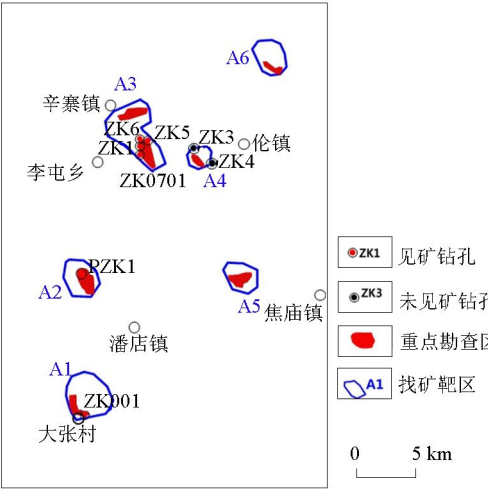 A6
A3
辛寨镇
ZK6
ZK5
ZK3
伦镇
ZK1
ZK4
李屯乡
ZK0701
A4
PZK1
A2
A5
焦庙镇
潘店镇
A1
ZK001
大张村
ZK1 见矿钻孔
ZK3 未见矿钻孔
重点勘查区
A1 找矿靶区
0 5 km